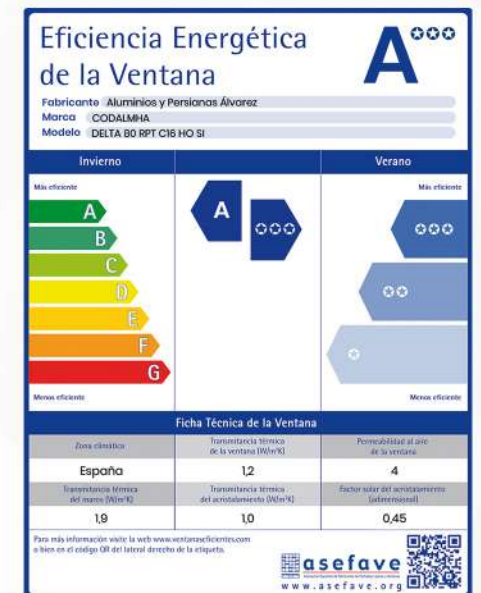 Eficiencia Energética
de la Ventana
A✪✪✪
Fabricante Aluminios y Persianas Álvarez
Marca CODALMHA
Modelo DELTA 80 RPT C16 HO SI
Invierno
Verano
Más eficiente
Más eficiente
A
B
C
D
E
F
G
A
Menos eficiente
Menos eficiente
Ficha Técnica de la Ventana
Zona climática
Transmitancia térmica
de la ventana (W/m²K)
Permeabilidad al aire
de la ventana
España
1,2
4
Transmitancia térmica
del marco (W/m²K)
Transmitancia térmica
del acristalamiento (W/m²K)
Factor solar del acristalamiento
(adimensional)
1,9
1,0
0,45
Para más información visite la web www.ventanaseficientes.com
o bien en el código QR del lateral derecho de la etiqueta.
asefave
www.asefave.org